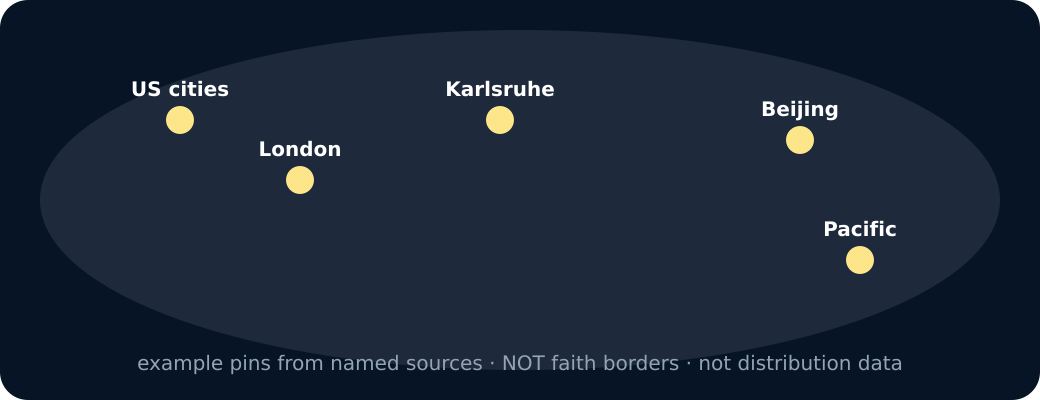 US cities
Karlsruhe
Beijing
London
Pacific
example pins from named sources · NOT faith borders · not distribution data